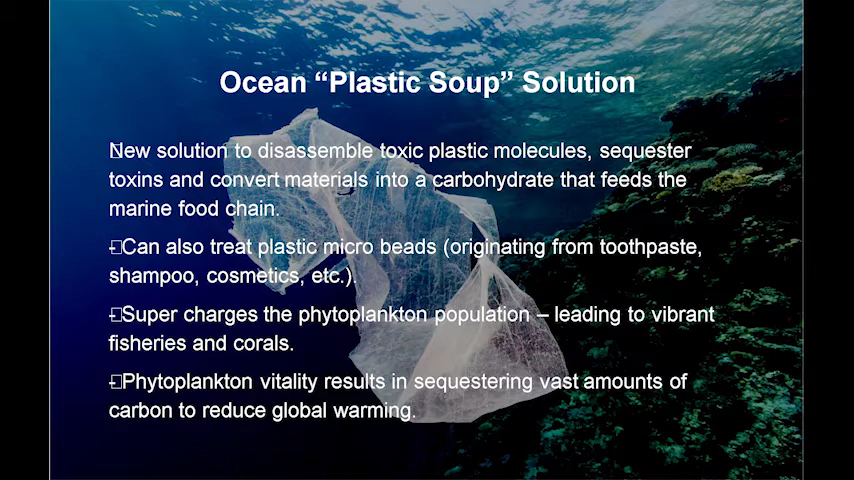 Ocean “Plastic Soup” Solution
New solution to disassemble toxic plastic molecules, sequester
toxins and convert materials into a carbohydrate that feeds the
marine food chain.
-Can also treat plastic micro beads (originating from toothpaste,
shampoo, cosmetics, etc.).
-Super charges the phytoplankton population – leading to vibrant
fisheries and corals.
-Phytoplankton vitality results in sequestering vast amounts of
carbon to reduce global warming.